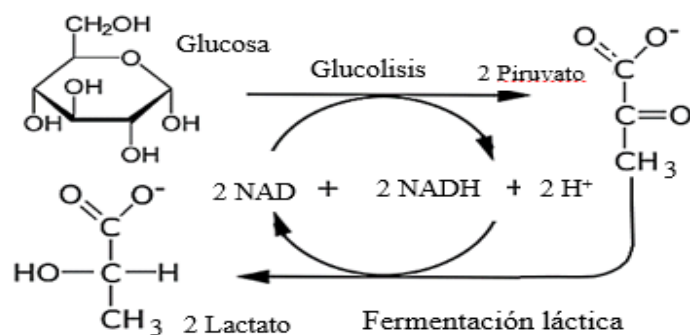 CH₂OH
Glucosa
O
OH
OH
OH
OH
Glucolisis
2 Piruvato
O
O⁻
C
C=O
CH₃
2 NAD + 2 NADH + 2 H⁺
O
O⁻
C
HO-C-H
CH₃
2 Lactato
Fermentación láctica